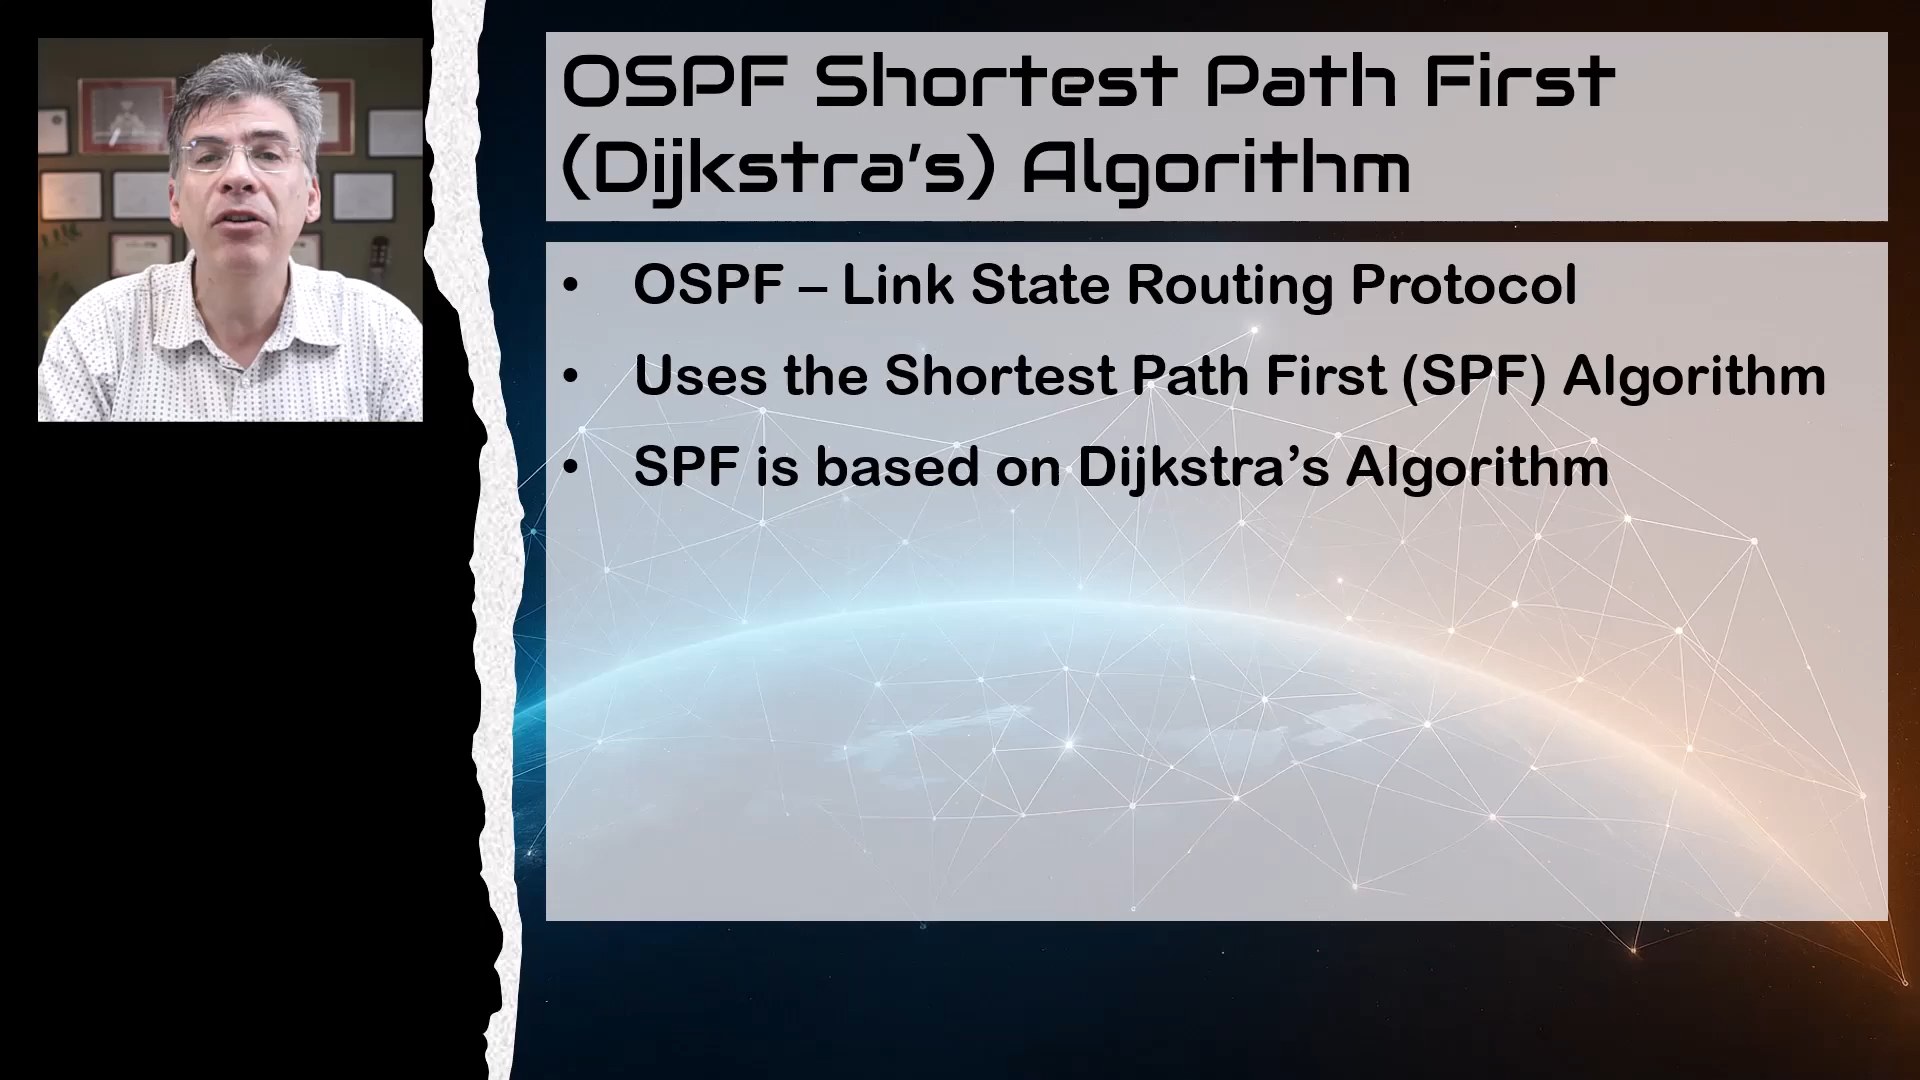 OSPF Shortest Path First
(Dijkstra's) Algorithm
• OSPF – Link State Routing Protocol
• Uses the Shortest Path First (SPF) Algorithm
• SPF is based on Dijkstra’s Algorithm